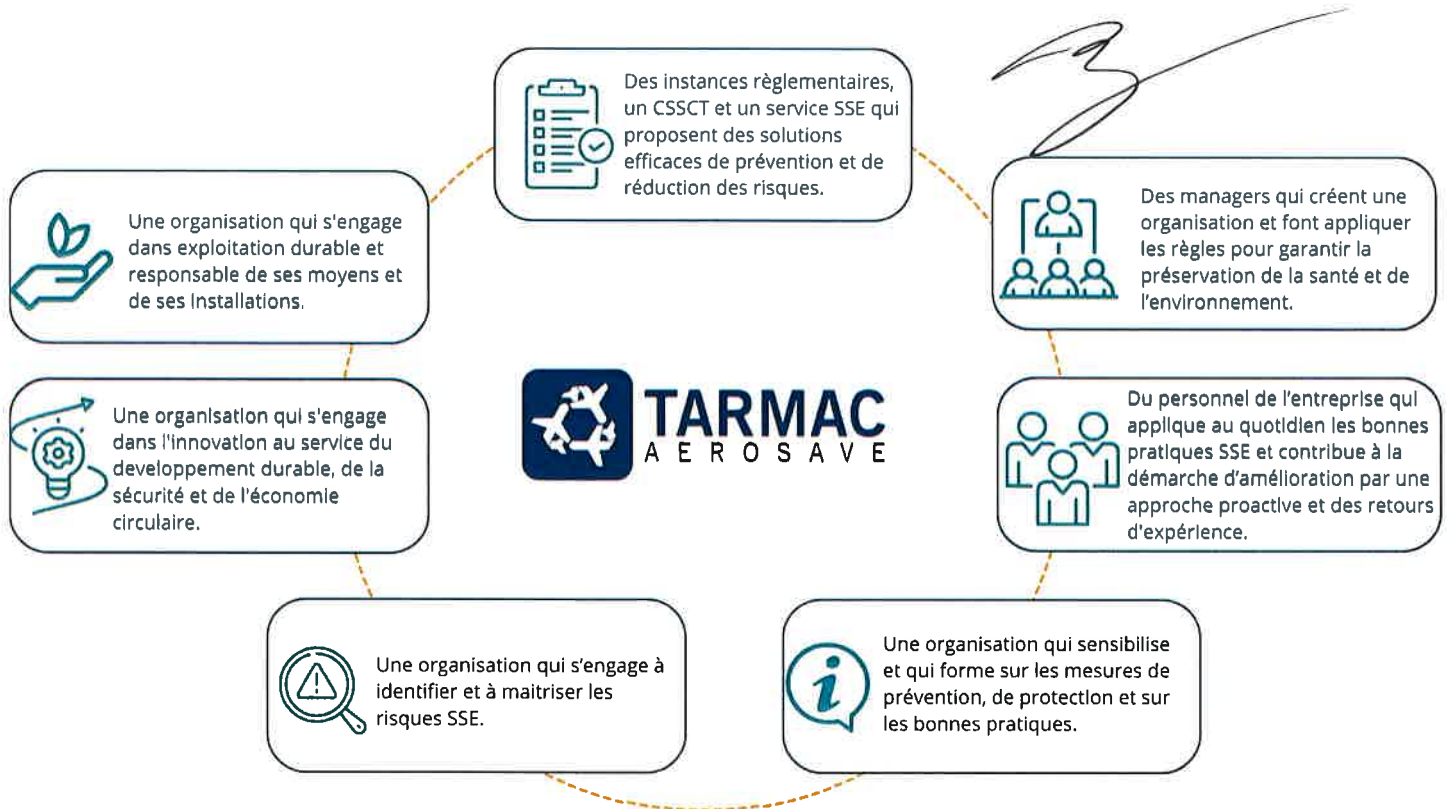 Des instances règlementaires,
un CSSCT et un service SSE qui
proposent des solutions
efficaces de prévention et de
réduction des risques.
Des managers qui créent une
organisation et font appliquer
les règles pour garantir la
préservation de la santé et de
l'environnement.
Une organisation qui s'engage
dans exploitation durable et
responsable de ses moyens et
de ses Installations.
TARMAC
AEROSAVE
Du personnel de l'entreprise qui
applique au quotidien les bonnes
pratiques SSE et contribue à la
démarche d'amélioration par une
approche proactive et des retours
d'expérience.
Une organisation qui s'engage
dans l'innovation au service du
developpement durable, de la
sécurité et de l'économie
circulaire.
Une organisation qui s'engage à
identifier et à maitriser les
risques SSE.
Une organisation qui sensibilise
et qui forme sur les mesures de
prévention, de protection et sur
les bonnes pratiques.